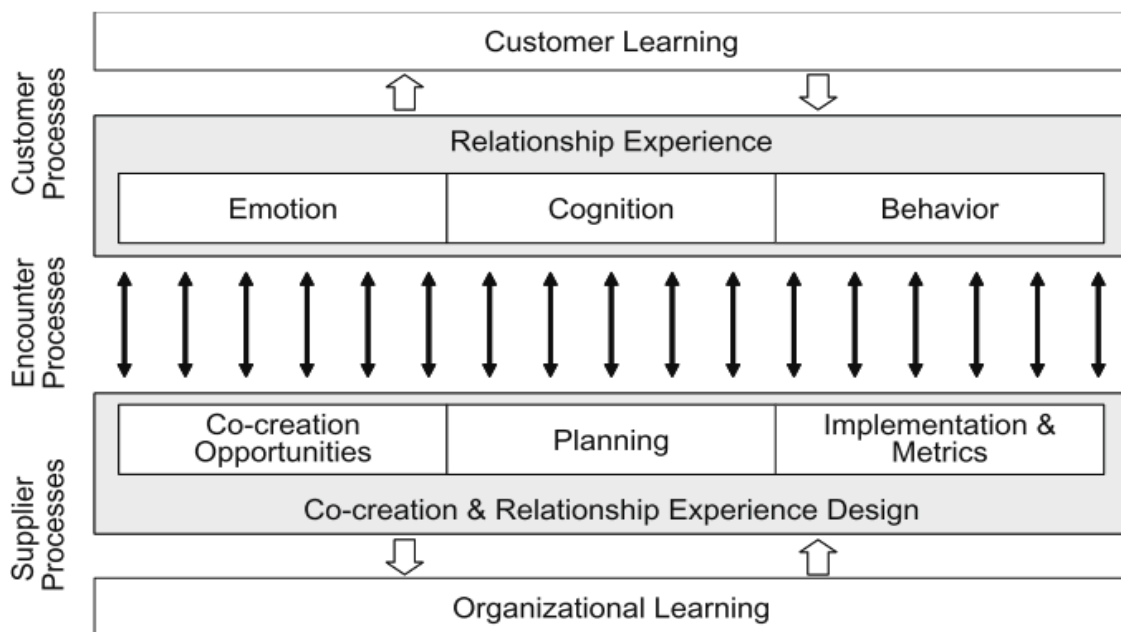 Customer Learning
Customer
Processes
Relationship Experience
Emotion
Cognition
Behavior
Encounter
Processes
Co-creation
Opportunities
Planning
Implementation &
Metrics
Supplier
Processes
Co-creation & Relationship Experience Design
Organizational Learning